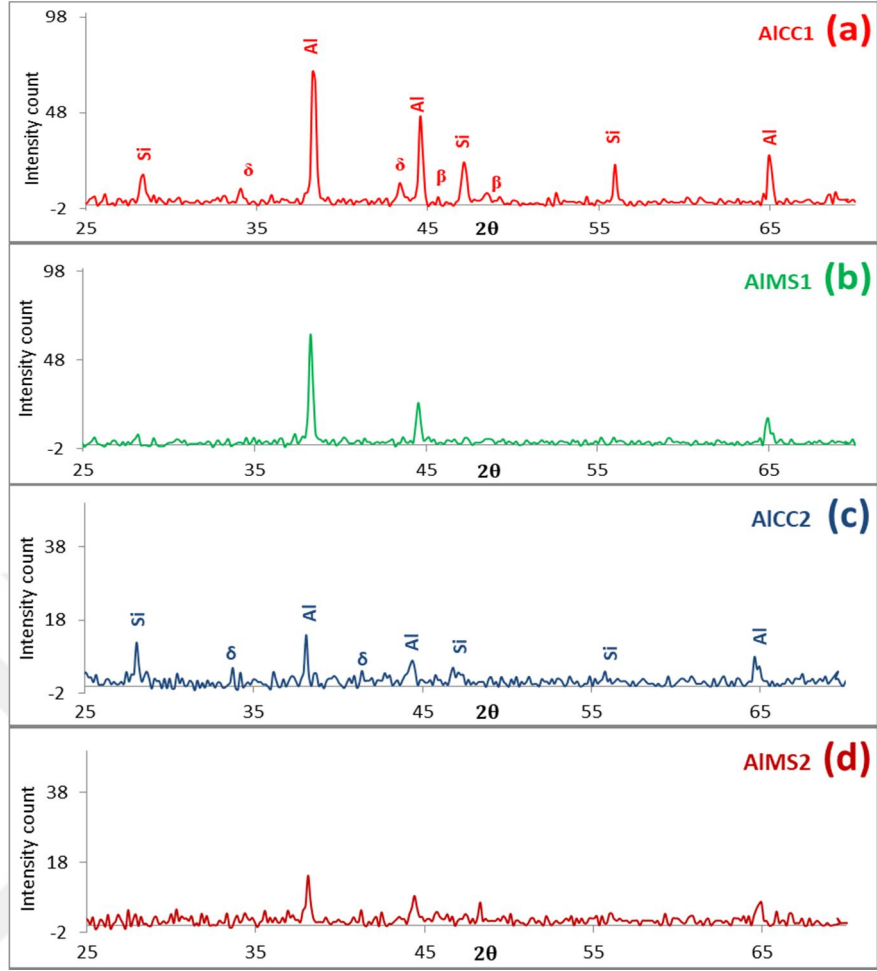 98
AlCC1 (a)
Al
Intensity count
48
Al
Si
Si
Si
Al
δ
δ
β
β
-2
25
35
45
2θ
55
65
98
AlMS1 (b)
Intensity count
48
-2
25
35
45
2θ
55
65
AlCC2 (c)
Intensity count
38
18
Si
Al
δ
δ
Al
Si
Si
Al
-2
25
35
45
2θ
55
65
AlMS2 (d)
Intensity count
38
18
-2
25
35
45
2θ
55
65